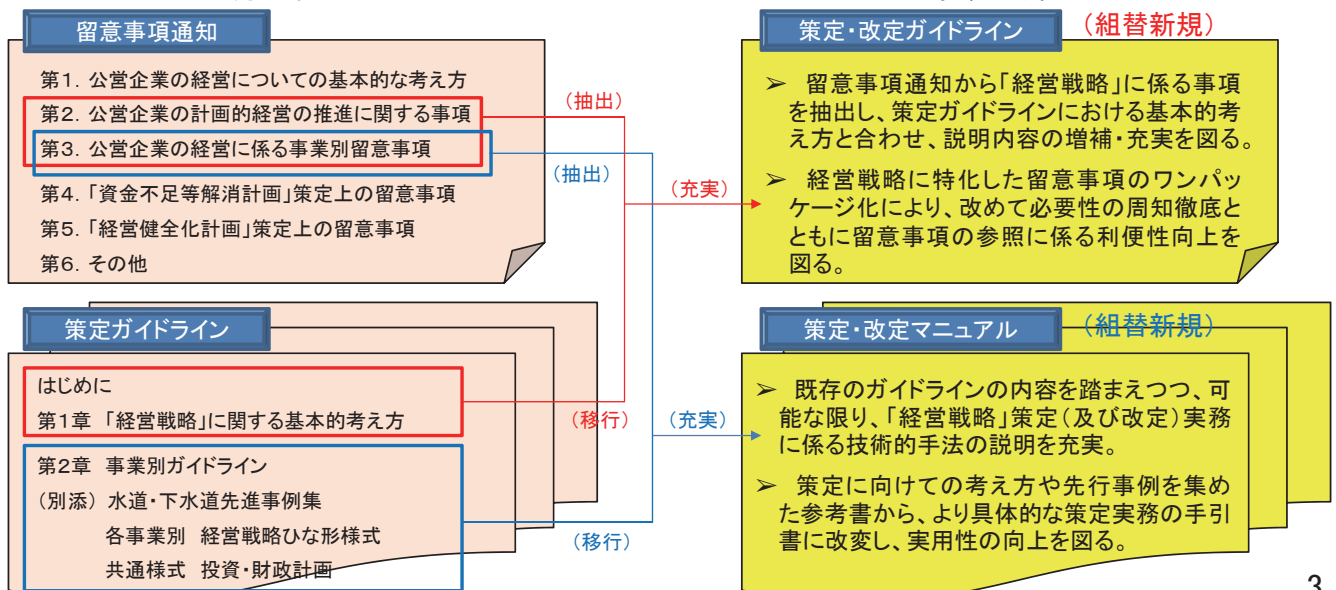 留意事項通知
第1. 公営企業の経営についての基本的な考え方
第2. 公営企業の計画的経営の推進に関する事項
第3. 公営企業の経営に係る事業別留意事項
第4. 「資金不足等解消計画」策定上の留意事項
第5. 「経営健全化計画」策定上の留意事項
第6. その他
(抽出)
(抽出)
(充実)
策定・改定ガイドライン
(組替新規)
➢ 留意事項通知から「経営戦略」に係る事項
を抽出し、策定ガイドラインにおける基本的考
え方と合わせ、説明内容の増補・充実を図る。
➢ 経営戦略に特化した留意事項のワンパッ
ケージ化により、改めて必要性の周知徹底と
ともに留意事項の参照に係る利便性向上を
図る。
策定ガイドライン
はじめに
第1章 「経営戦略」に関する基本的考え方
第2章 事業別ガイドライン
(別添) 水道・下水道先進事例集
各事業別 経営戦略ひな形様式
共通様式 投資・財政計画
(移行)
(移行)
(充実)
策定・改定マニュアル
(組替新規)
➢ 既存のガイドラインの内容を踏まえつつ、可
能な限り、「経営戦略」策定(及び改定)実務
に係る技術的手法の説明を充実。
➢ 策定に向けての考え方や先行事例を集め
た参考書から、より具体的な策定実務の手引
書に改変し、実用性の向上を図る。
3